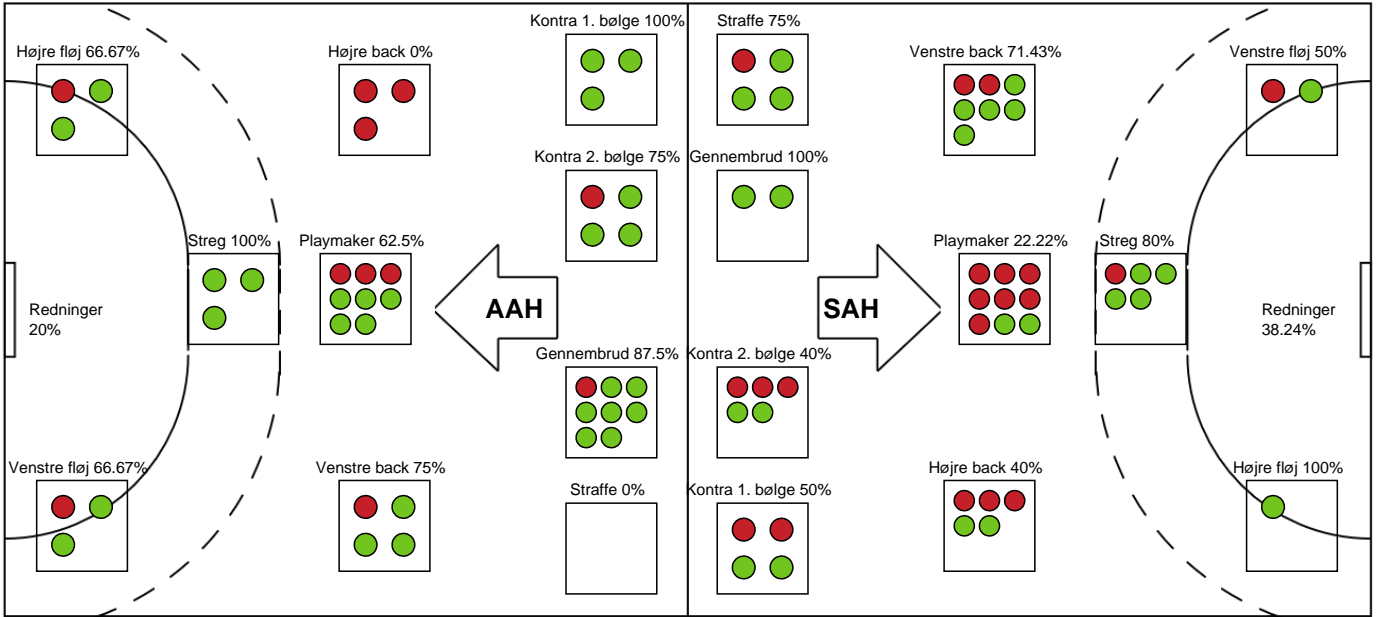 Kontra 1. bølge 100%
Straffe 75%
Højre fløj 66.67%
Højre back 0%
Venstre back 71.43%
Venstre fløj 50%
Kontra 2. bølge 75%
Gennembrud 100%
Streg 100%
Playmaker 62.5%
Playmaker 22.22%
Streg 80%
Redninger
20%
AAH
SAH
Redninger
38.24%
Gennembrud 87.5%
Kontra 2. bølge 40%
Venstre fløj 66.67%
Venstre back 75%
Højre back 40%
Højre fløj 100%
Straffe 0%
Kontra 1. bølge 50%